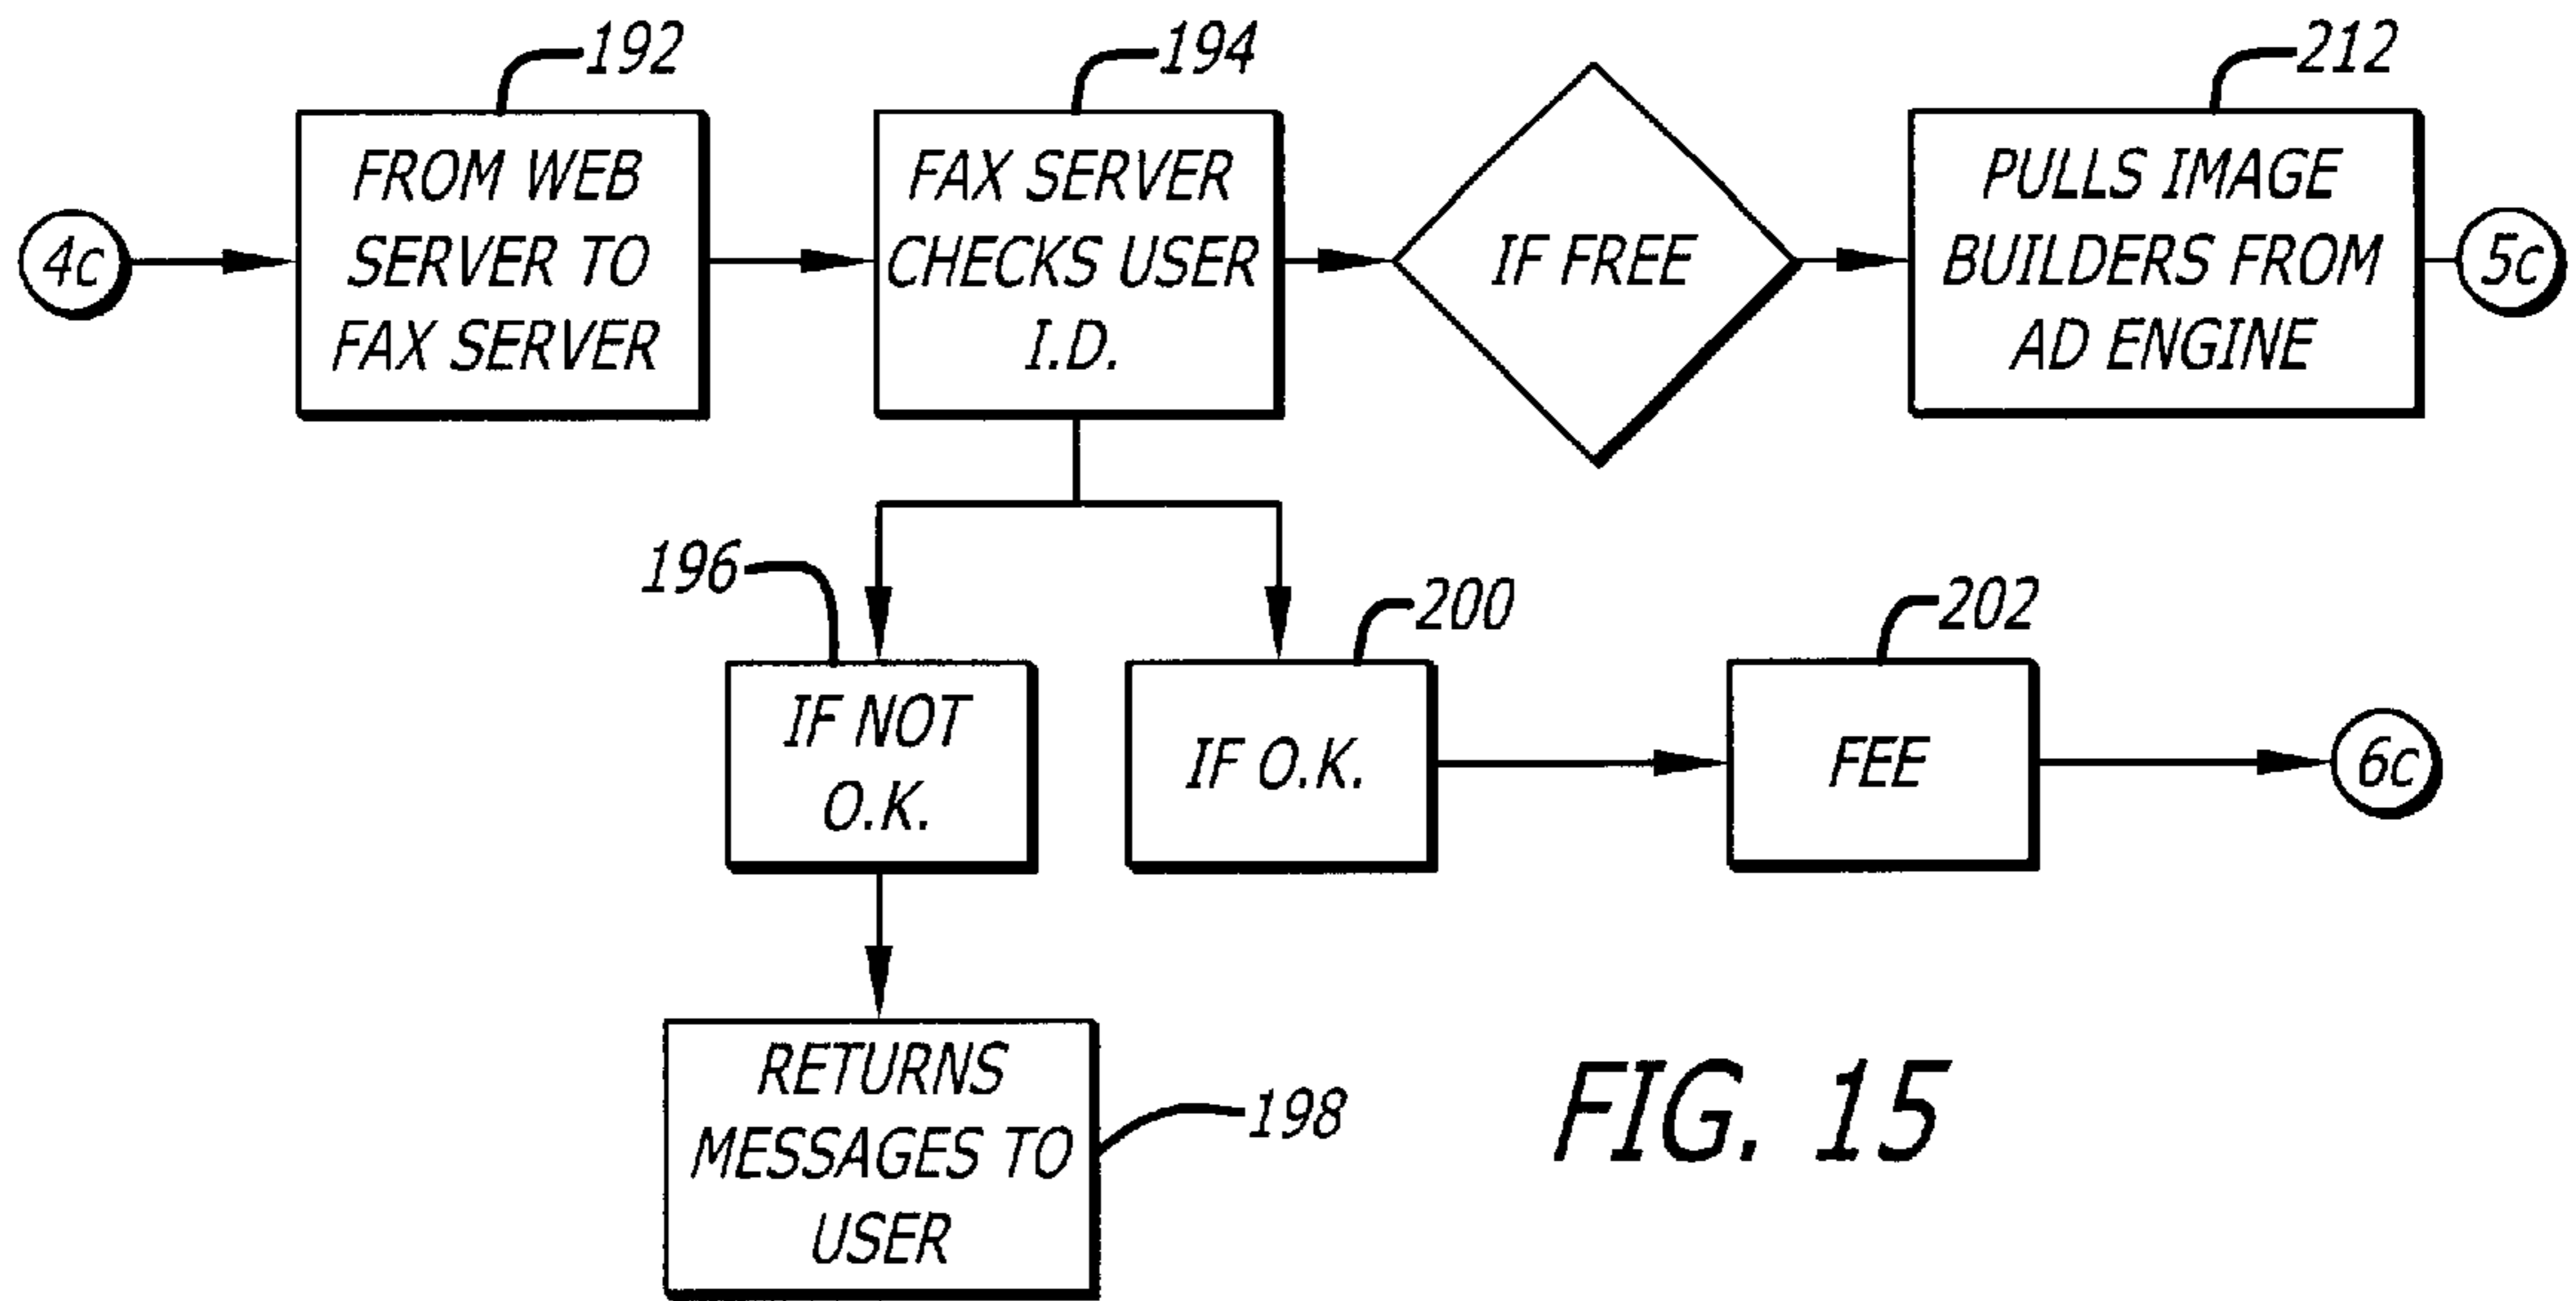 192
194
212
4c
FROM WEB
SERVER TO
FAX SERVER
FAX SERVER
CHECKS USER
I.D.
IF FREE
PULLS IMAGE
BUILDERS FROM
AD ENGINE
5c
196
200
202
IF NOT
O.K.
IF O.K.
FEE
6c
RETURNS
MESSAGES TO
USER
198
FIG. 15